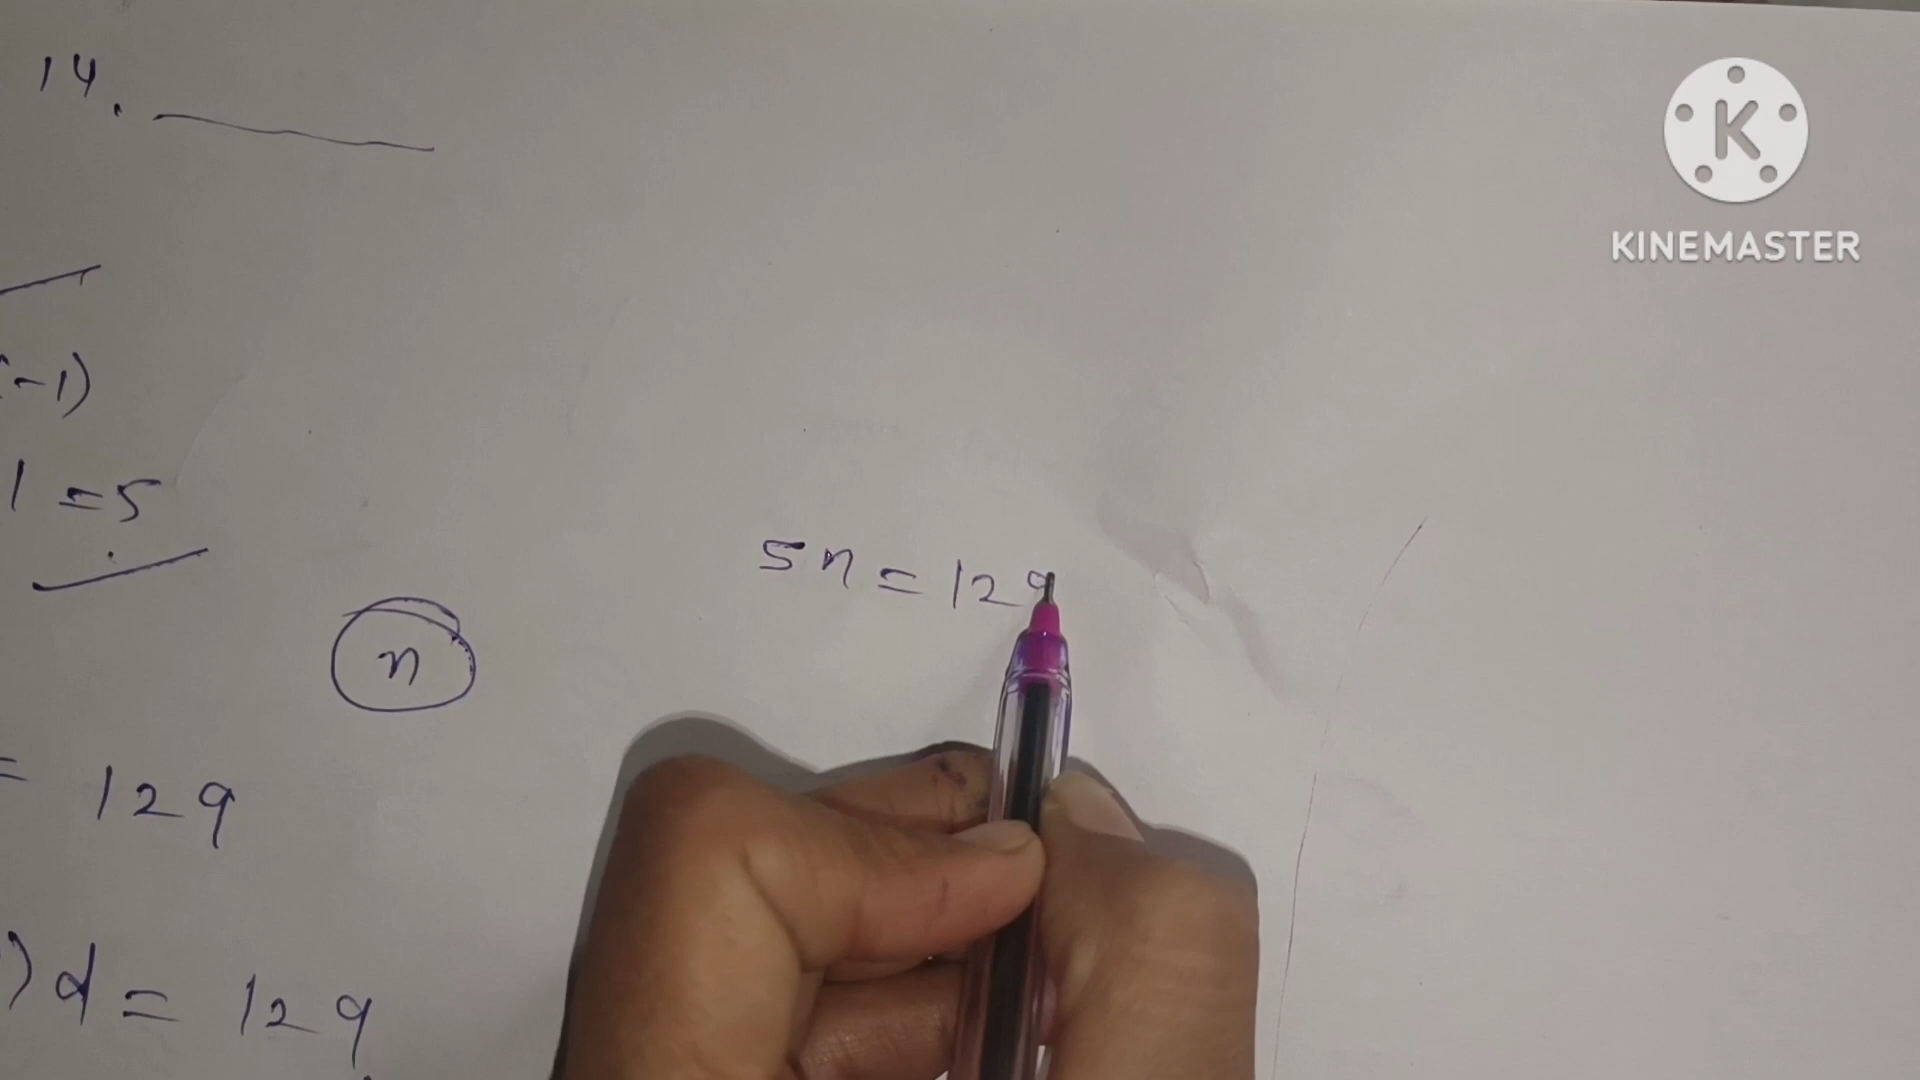 14.
-1)
1 = 5
n
= 129
) d = 129
5n = 129
KINEMASTER